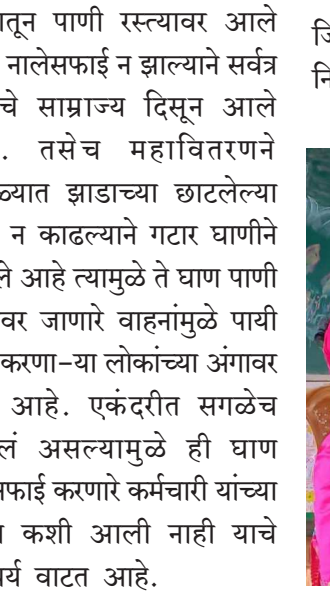 पाणी रस्त्यावर आले
नालेसफाई न झाल्याने सर्वत्र
साम्राज्य दिसून आले
. तसेच महावितरणने
झाडाच्या छाटलेल्या
न काढल्याने गटार घाणीने
आहे त्यामुळे ते घाण पाणी
जाणारे वाहनांमुळे पायी
करणा-या लोकांच्या अंगावर
आहे. एकंदरीत सगळेच
असल्यामुळे ही घाण
करणारे कर्मचारी यांच्या
कशी आली नाही याचे
वाटत आहे.